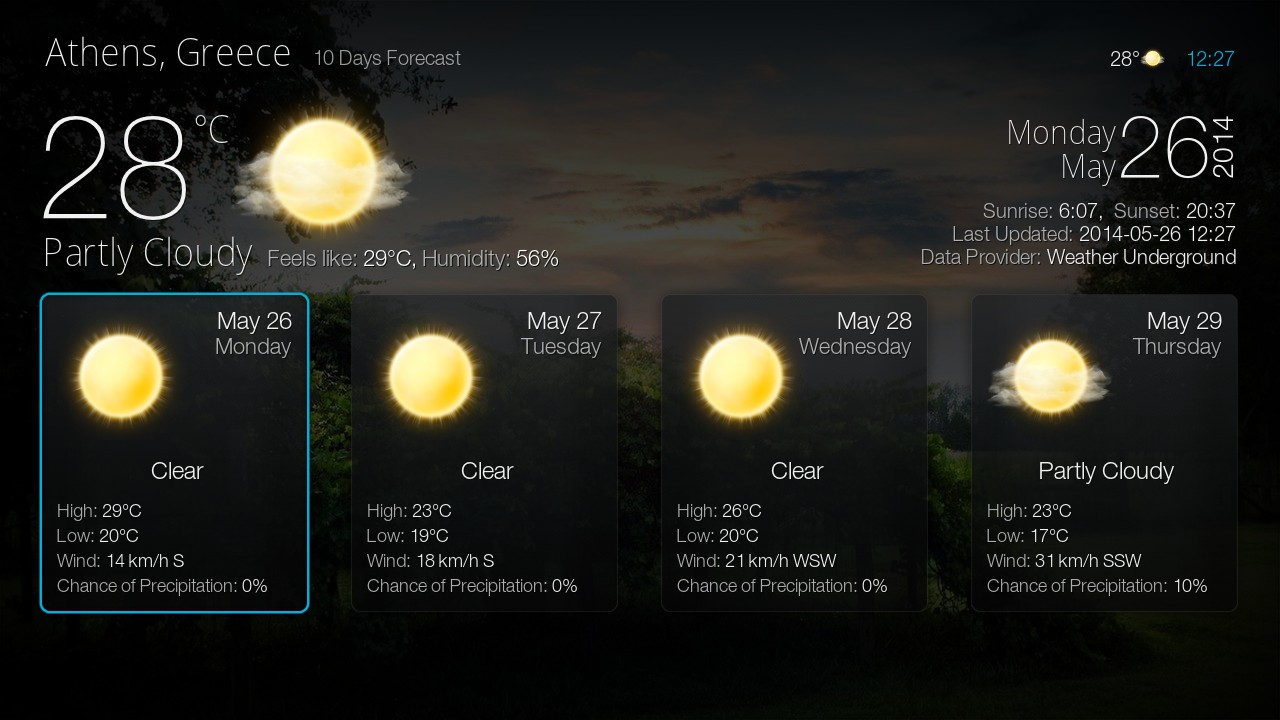 Athens, Greece 10 Days Forecast
28° 12:27
28 °C
Partly Cloudy Feels like: 29°C, Humidity: 56%
Monday
May
26
2014
Sunrise: 6:07, Sunset: 20:37
Last Updated: 2014-05-26 12:27
Data Provider: Weather Underground
May 26
Monday
Clear
High: 29°C
Low: 20°C
Wind: 14 km/h S
Chance of Precipitation: 0%
May 27
Tuesday
Clear
High: 23°C
Low: 19°C
Wind: 18 km/h S
Chance of Precipitation: 0%
May 28
Wednesday
Clear
High: 26°C
Low: 20°C
Wind: 21 km/h WSW
Chance of Precipitation: 0%
May 29
Thursday
Partly Cloudy
High: 23°C
Low: 17°C
Wind: 31 km/h SSW
Chance of Precipitation: 10%